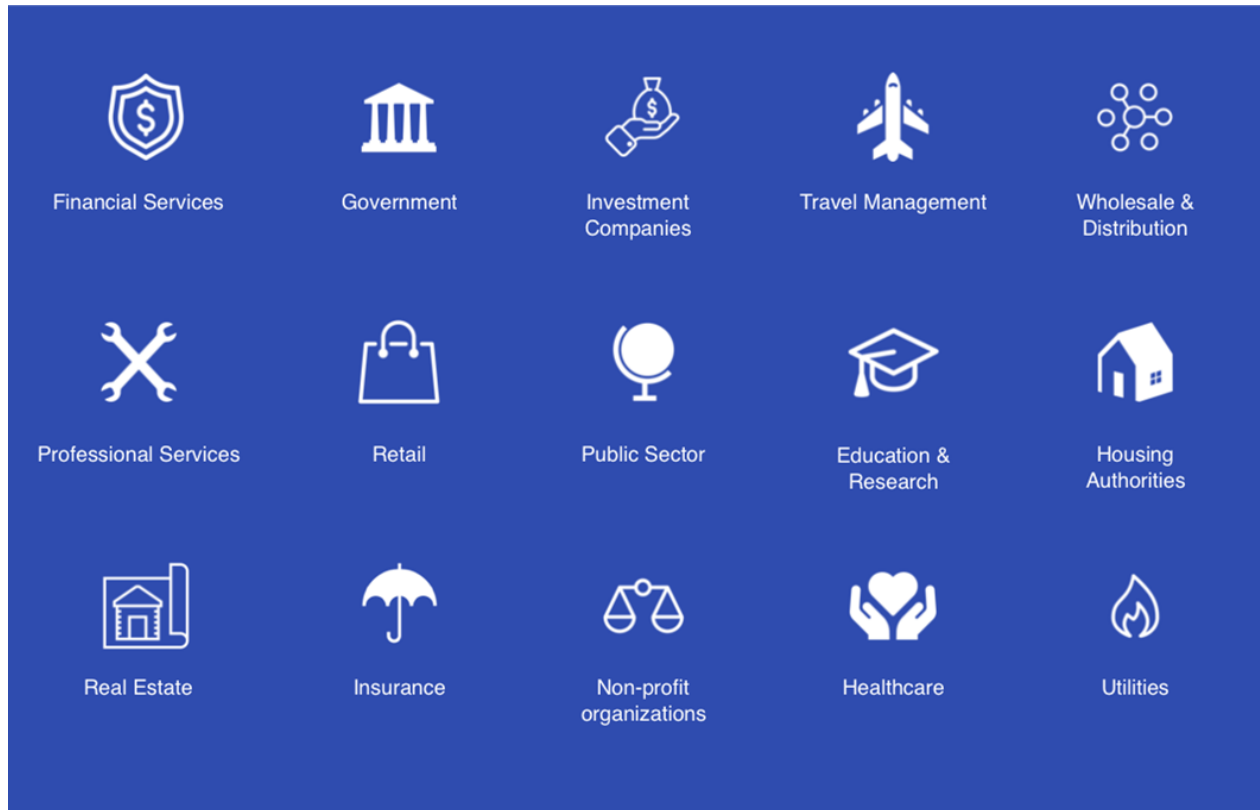 $
$
Financial Services
Government
Investment
Companies
Travel Management
Wholesale &
Distribution
Professional Services
Retail
Public Sector
Education &
Research
Housing
Authorities
Real Estate
Insurance
Non-profit
organizations
Healthcare
Utilities